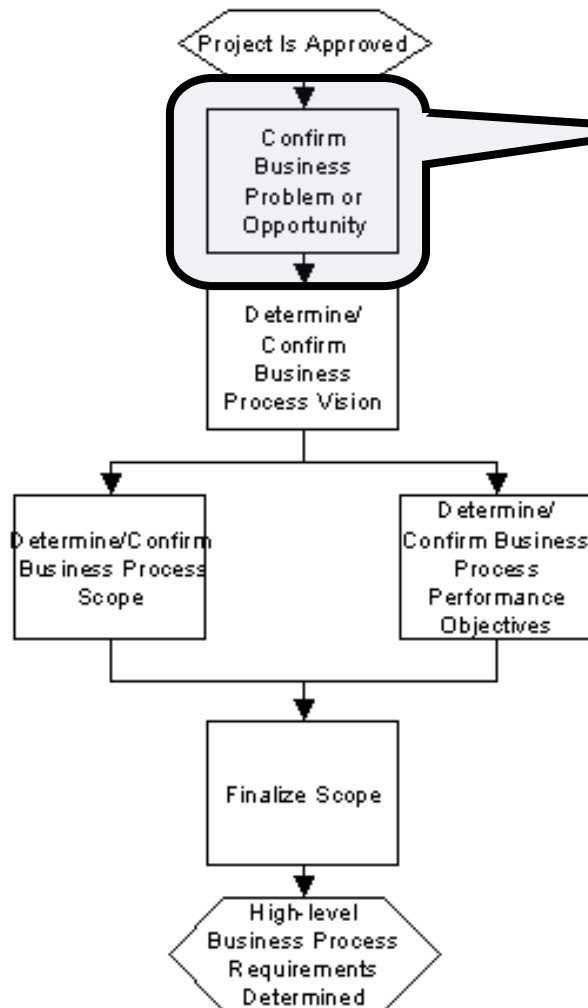 Project Is Approved
Confirm
Business
Problem or
Opportunity
Determine/
Confirm
Business
Process Vision
Determine/Confirm
Business Process
Scope
Determine/
Confirm Business
Process
Performance
Objectives
Finalize Scope
High-level
Business Process
Requirements
Determined